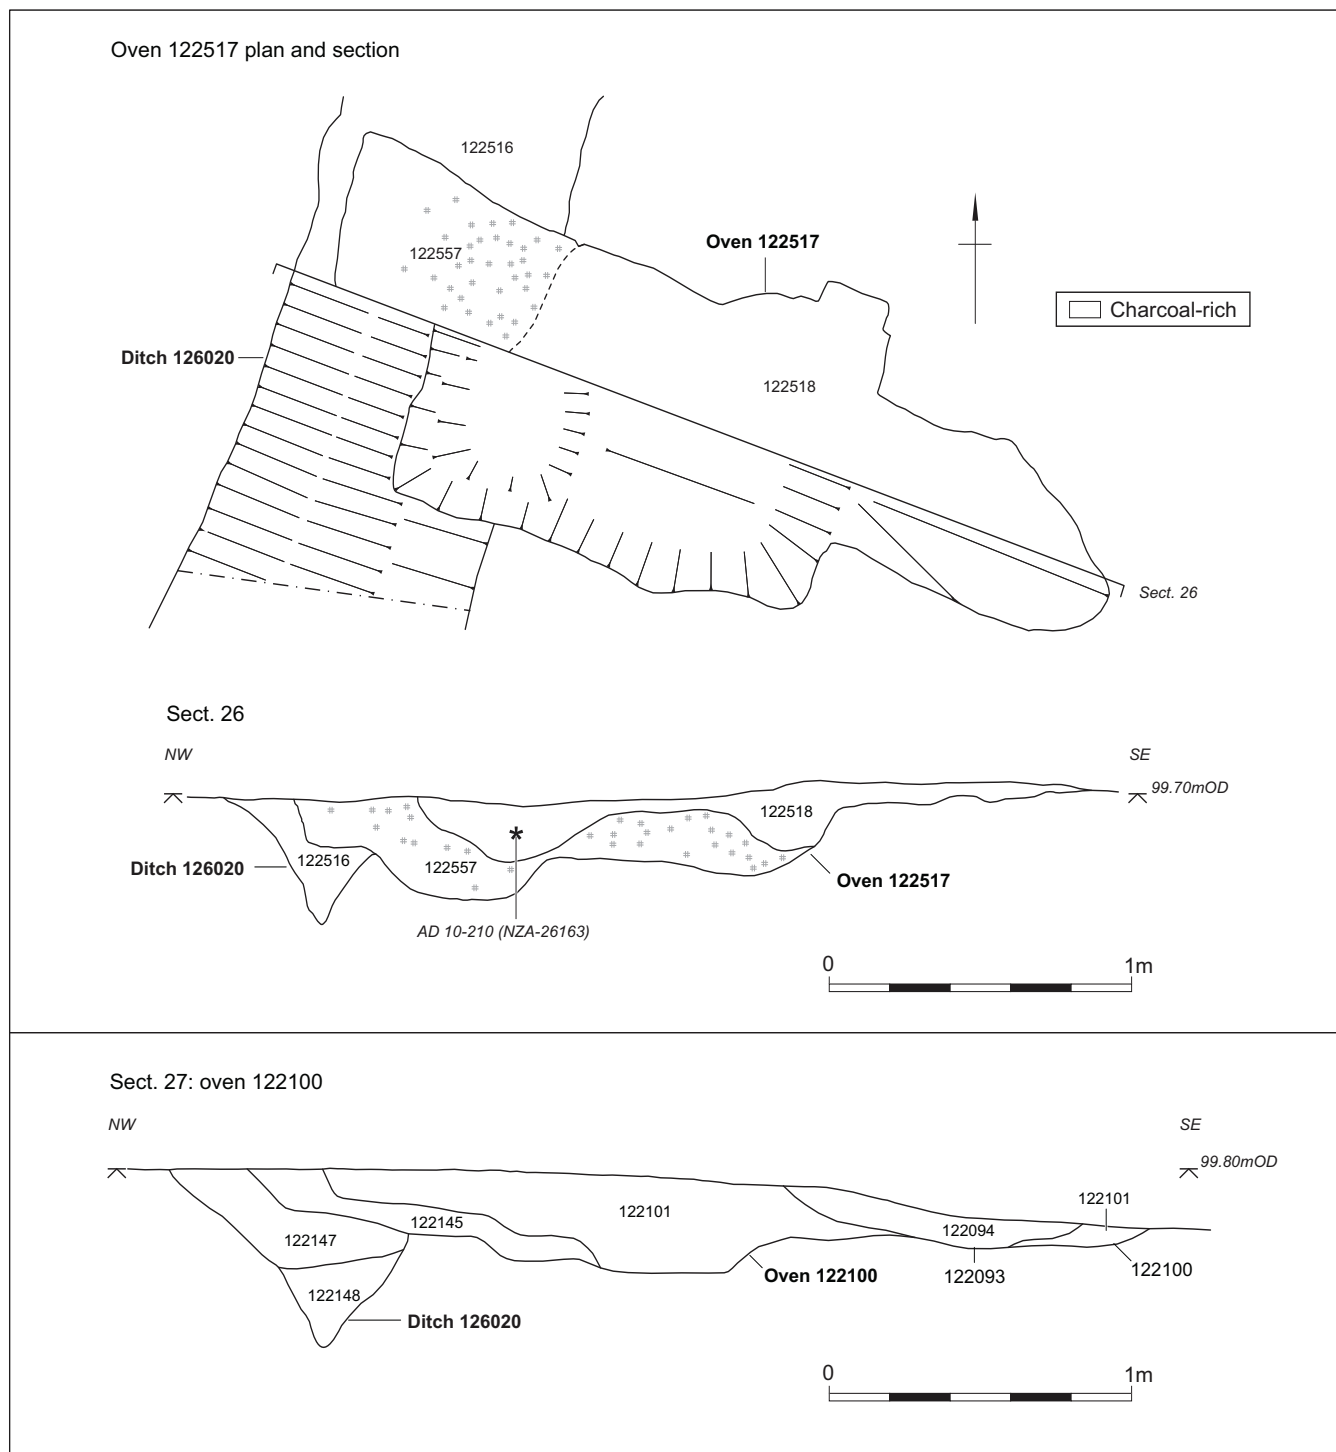 Oven 122517 plan and section
122516
122557
Oven 122517
Charcoal-rich
Ditch 126020
122518
Sect. 26
Sect. 26
NW
SE
99.70mOD
122518
122516
122557
Ditch 126020
Oven 122517
AD 10-210 (NZA-26163)
0
1m
Sect. 27: oven 122100
NW
SE
99.80mOD
122101
122101
122145
122094
122147
122093
122100
Oven 122100
122148
Ditch 126020
0
1m